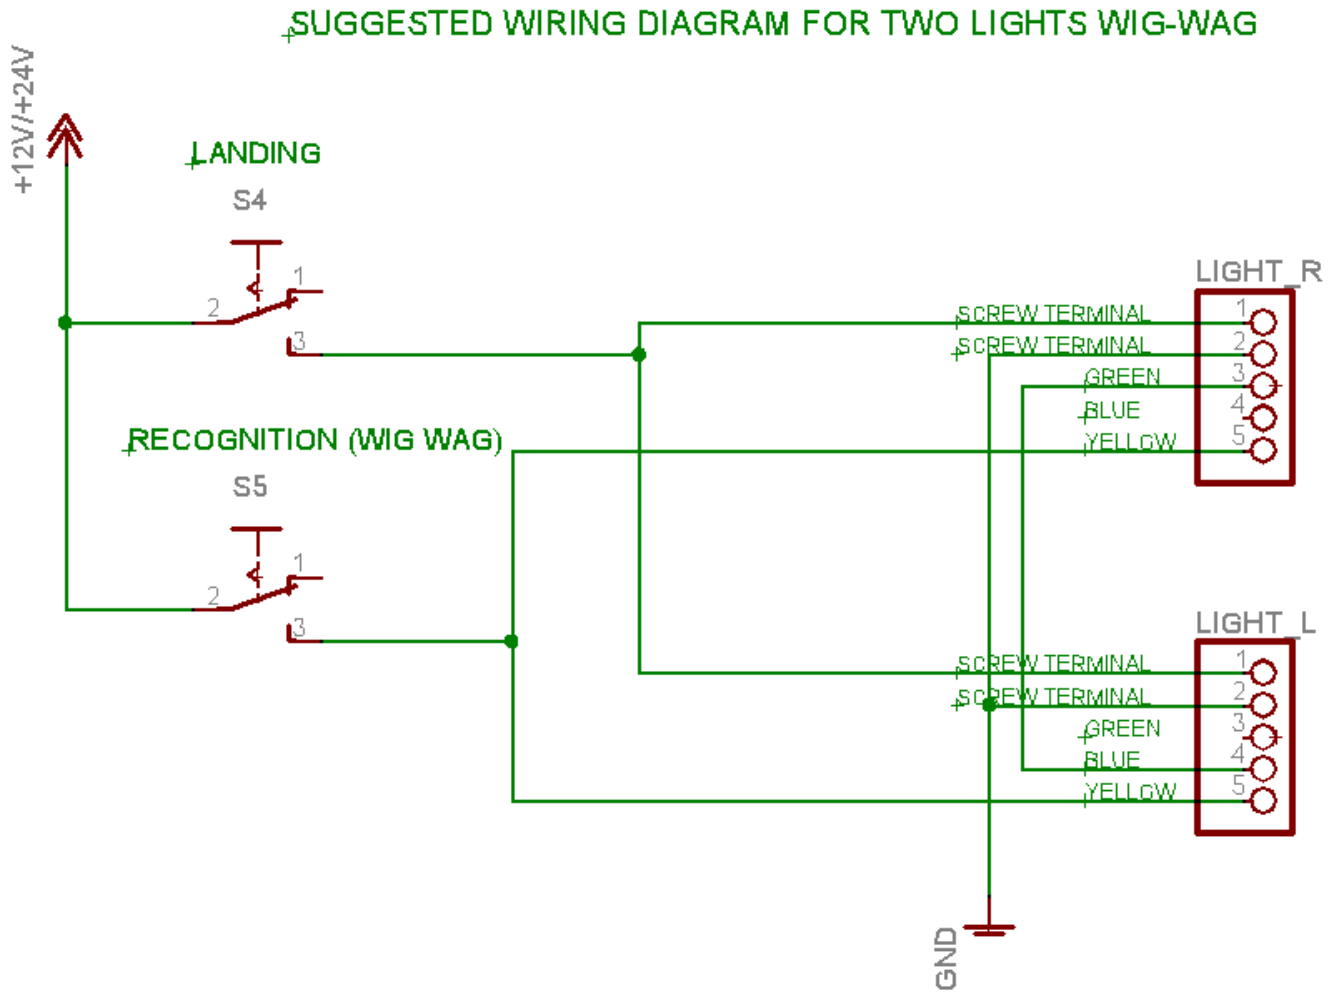 SUGGESTED WIRING DIAGRAM FOR TWO LIGHTS WIG-WAG
+12V/+24V
LANDING
S4
1
2
3
RECOGNITION (WIG WAG)
S5
1
2
3
LIGHT_R
SCREW TERMINAL 1
SCREW TERMINAL 2
GREEN 3
BLUE 4
YELLOW 5
LIGHT_L
SCREW TERMINAL 1
SCREW TERMINAL 2
GREEN 3
BLUE 4
YELLOW 5
GND